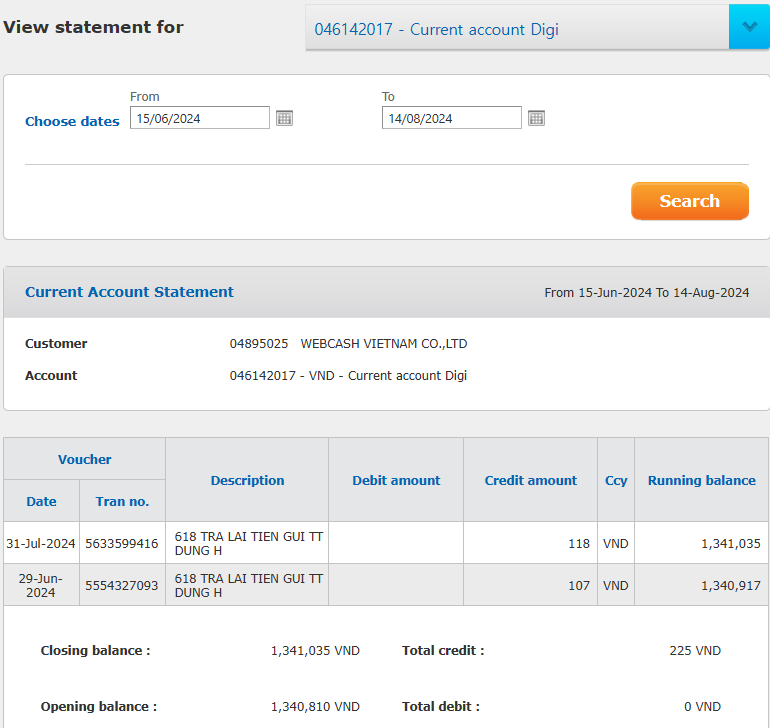 View statement for
046142017 - Current account Digi
From
To
Choose dates
15/06/2024
14/08/2024
Search
Current Account Statement
From 15-Jun-2024 To 14-Aug-2024
Customer
04895025 WEBCASH VIETNAM CO.,LTD
Account
046142017 - VND - Current account Digi
Voucher
Description
Debit amount
Credit amount
Ccy
Running balance
Date
Tran no.
31-Jul-2024
5633599416
618 TRA LAI TIEN GUI TT
DUNG H
118
VND
1,341,035
29-Jun-
2024
5554327093
618 TRA LAI TIEN GUI TT
DUNG H
107
VND
1,340,917
Closing balance :
1,341,035 VND
Total credit :
225 VND
Opening balance :
1,340,810 VND
Total debit :
0 VND